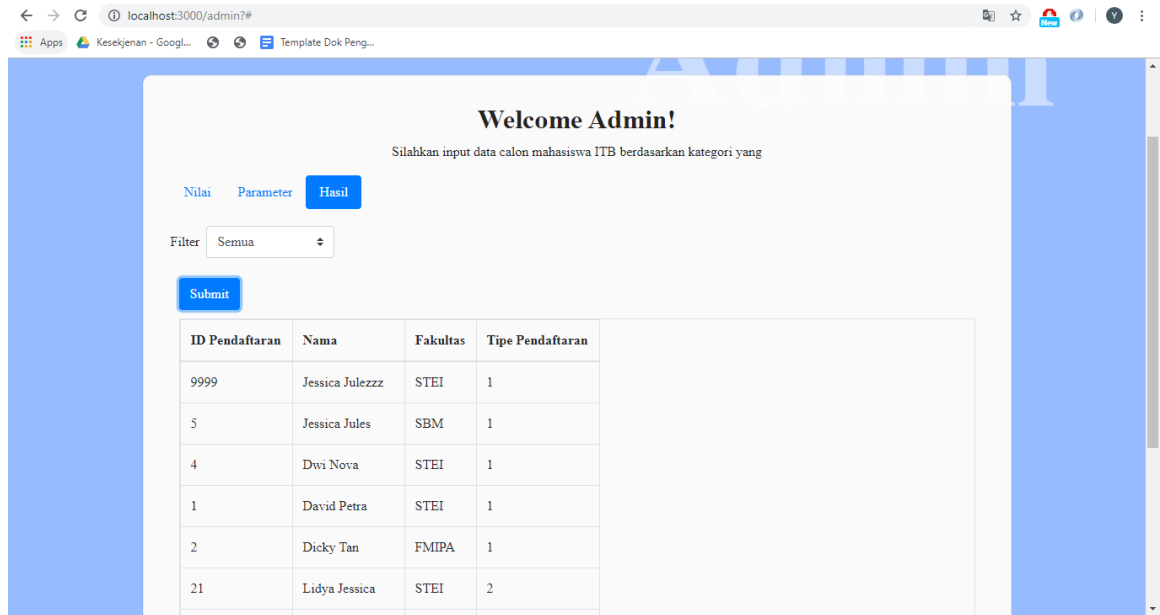 localhost:3000/admin?#
New
Y
Apps
Kesekjenan - Googl...
Template Dok Peng...
Admin
Welcome Admin!
Silahkan input data calon mahasiswa ITB berdasarkan kategori yang
Nilai Parameter Hasil
Filter Semua
Submit
ID Pendaftaran Nama Fakultas Tipe Pendaftaran
9999 Jessica Julezzz STEI 1
5 Jessica Jules SBM 1
4 Dwi Nova STEI 1
1 David Petra STEI 1
2 Dicky Tan FMIPA 1
21 Lidya Jessica STEI 2